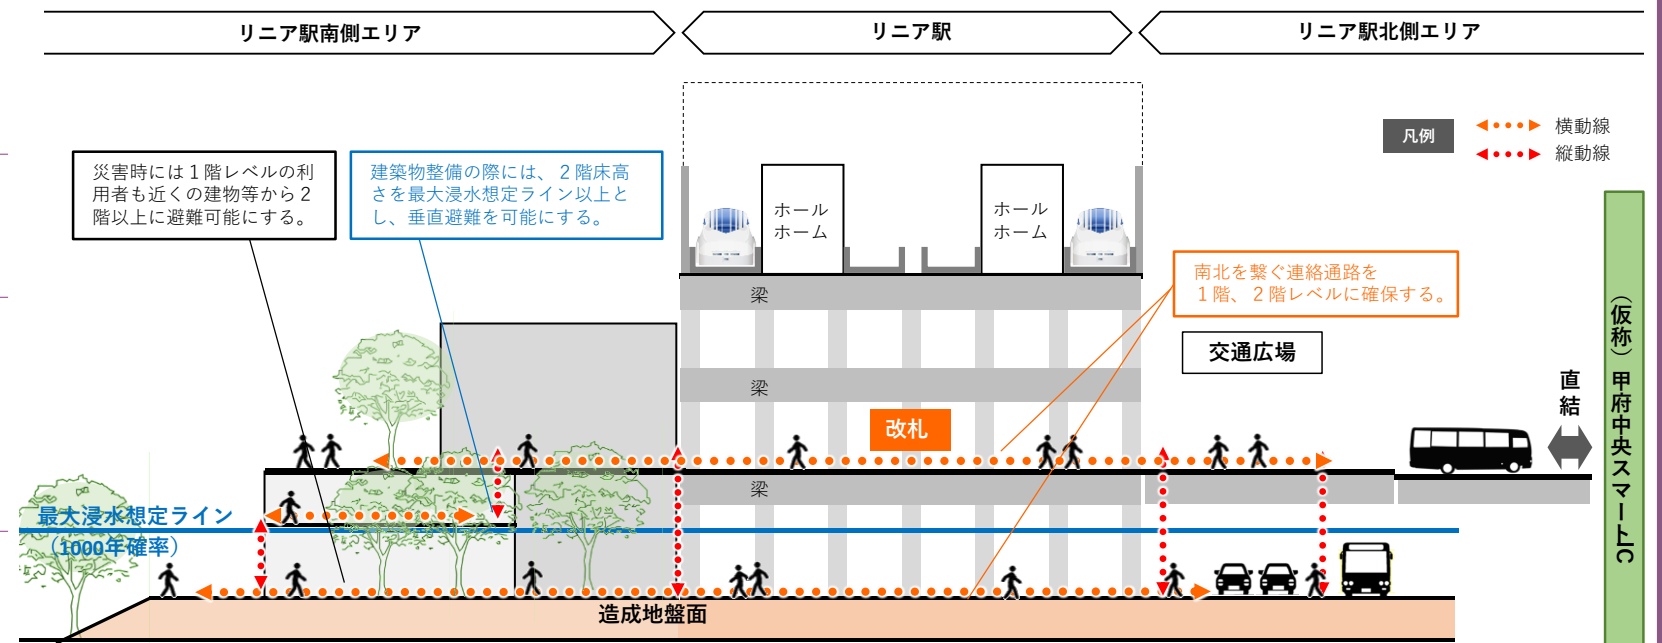 リニア駅南側エリア
リニア駅
リニア駅北側エリア
凡例
横動線
縦動線
災害時には１階レベルの利
用者も近くの建物等から２
階以上に避難可能にする。
建築物整備の際には、２階床高
さを最大浸水想定ライン以上と
し、垂直避難を可能にする。
ホール
ホーム
ホール
ホーム
南北を繋ぐ連絡通路を
１階、２階レベルに確保する。
梁
交通広場
梁
改札
直結
（仮称）甲府中央スマートIC
梁
最大浸水想定ライン
（1000年確率）
造成地盤面